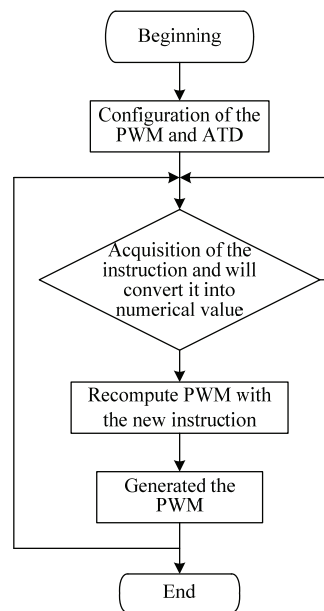 Beginning
Configuration of the
PWM and ATD
Acquisition of the
instruction and will
convert it into
numerical value
Recompute PWM with
the new instruction
Generated the
PWM
End